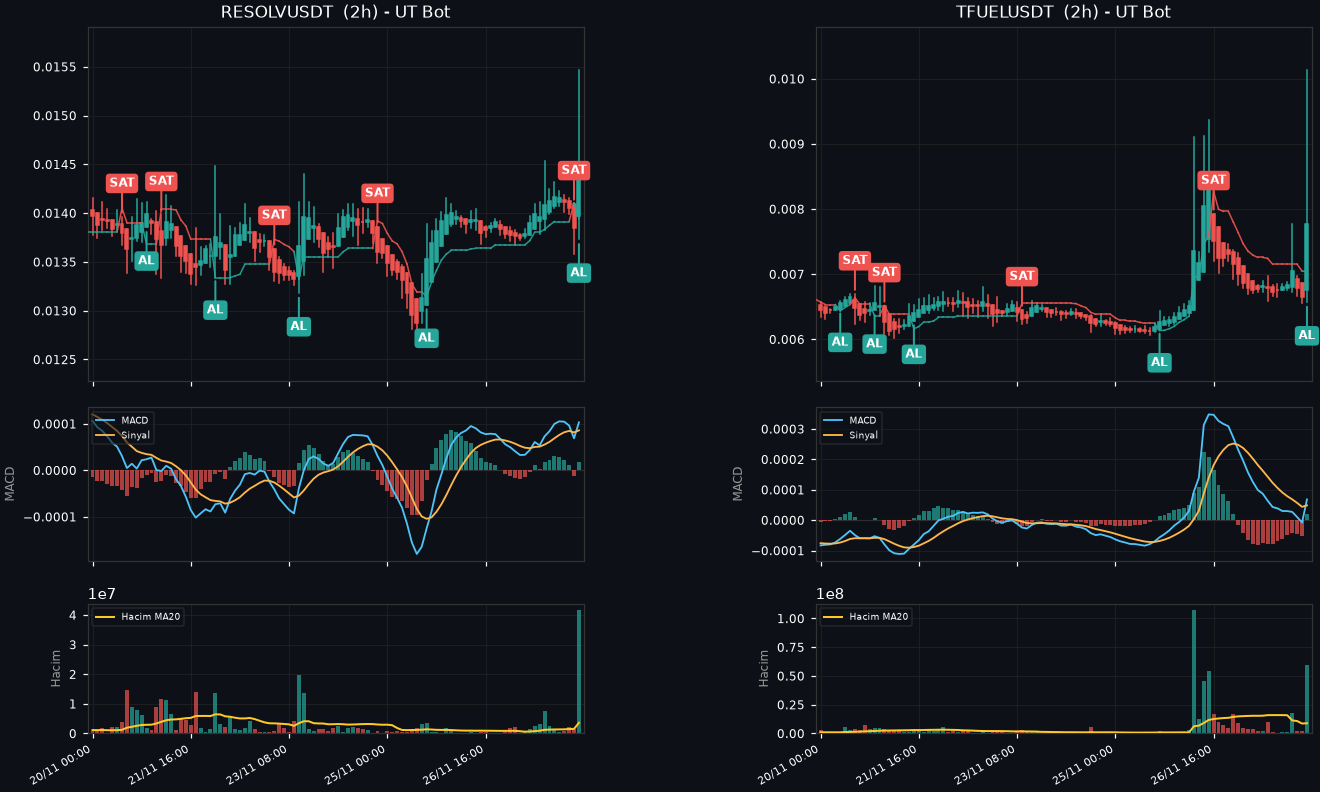 RESOLVUSDT (2h) - UT Bot
0.0155
0.0150
0.0145
0.0140
0.0135
0.0130
0.0125
SAT
SAT
AL
AL
SAT
AL
SAT
AL
SAT
AL
MACD
0.0001
0.0000
−0.0001
MACD
Sinyal
1e7
Hacim
4
3
2
1
0
Hacim MA20
20/11 00:00
21/11 16:00
23/11 08:00
25/11 00:00
26/11 16:00
TFUELUSDT (2h) - UT Bot
0.010
0.009
0.008
0.007
0.006
SAT
SAT
AL
AL
AL
SAT
AL
SAT
AL
MACD
0.0003
0.0002
0.0001
0.0000
−0.0001
MACD
Sinyal
1e8
Hacim
1.00
0.75
0.50
0.25
0.00
Hacim MA20
20/11 00:00
21/11 16:00
23/11 08:00
25/11 00:00
26/11 16:00